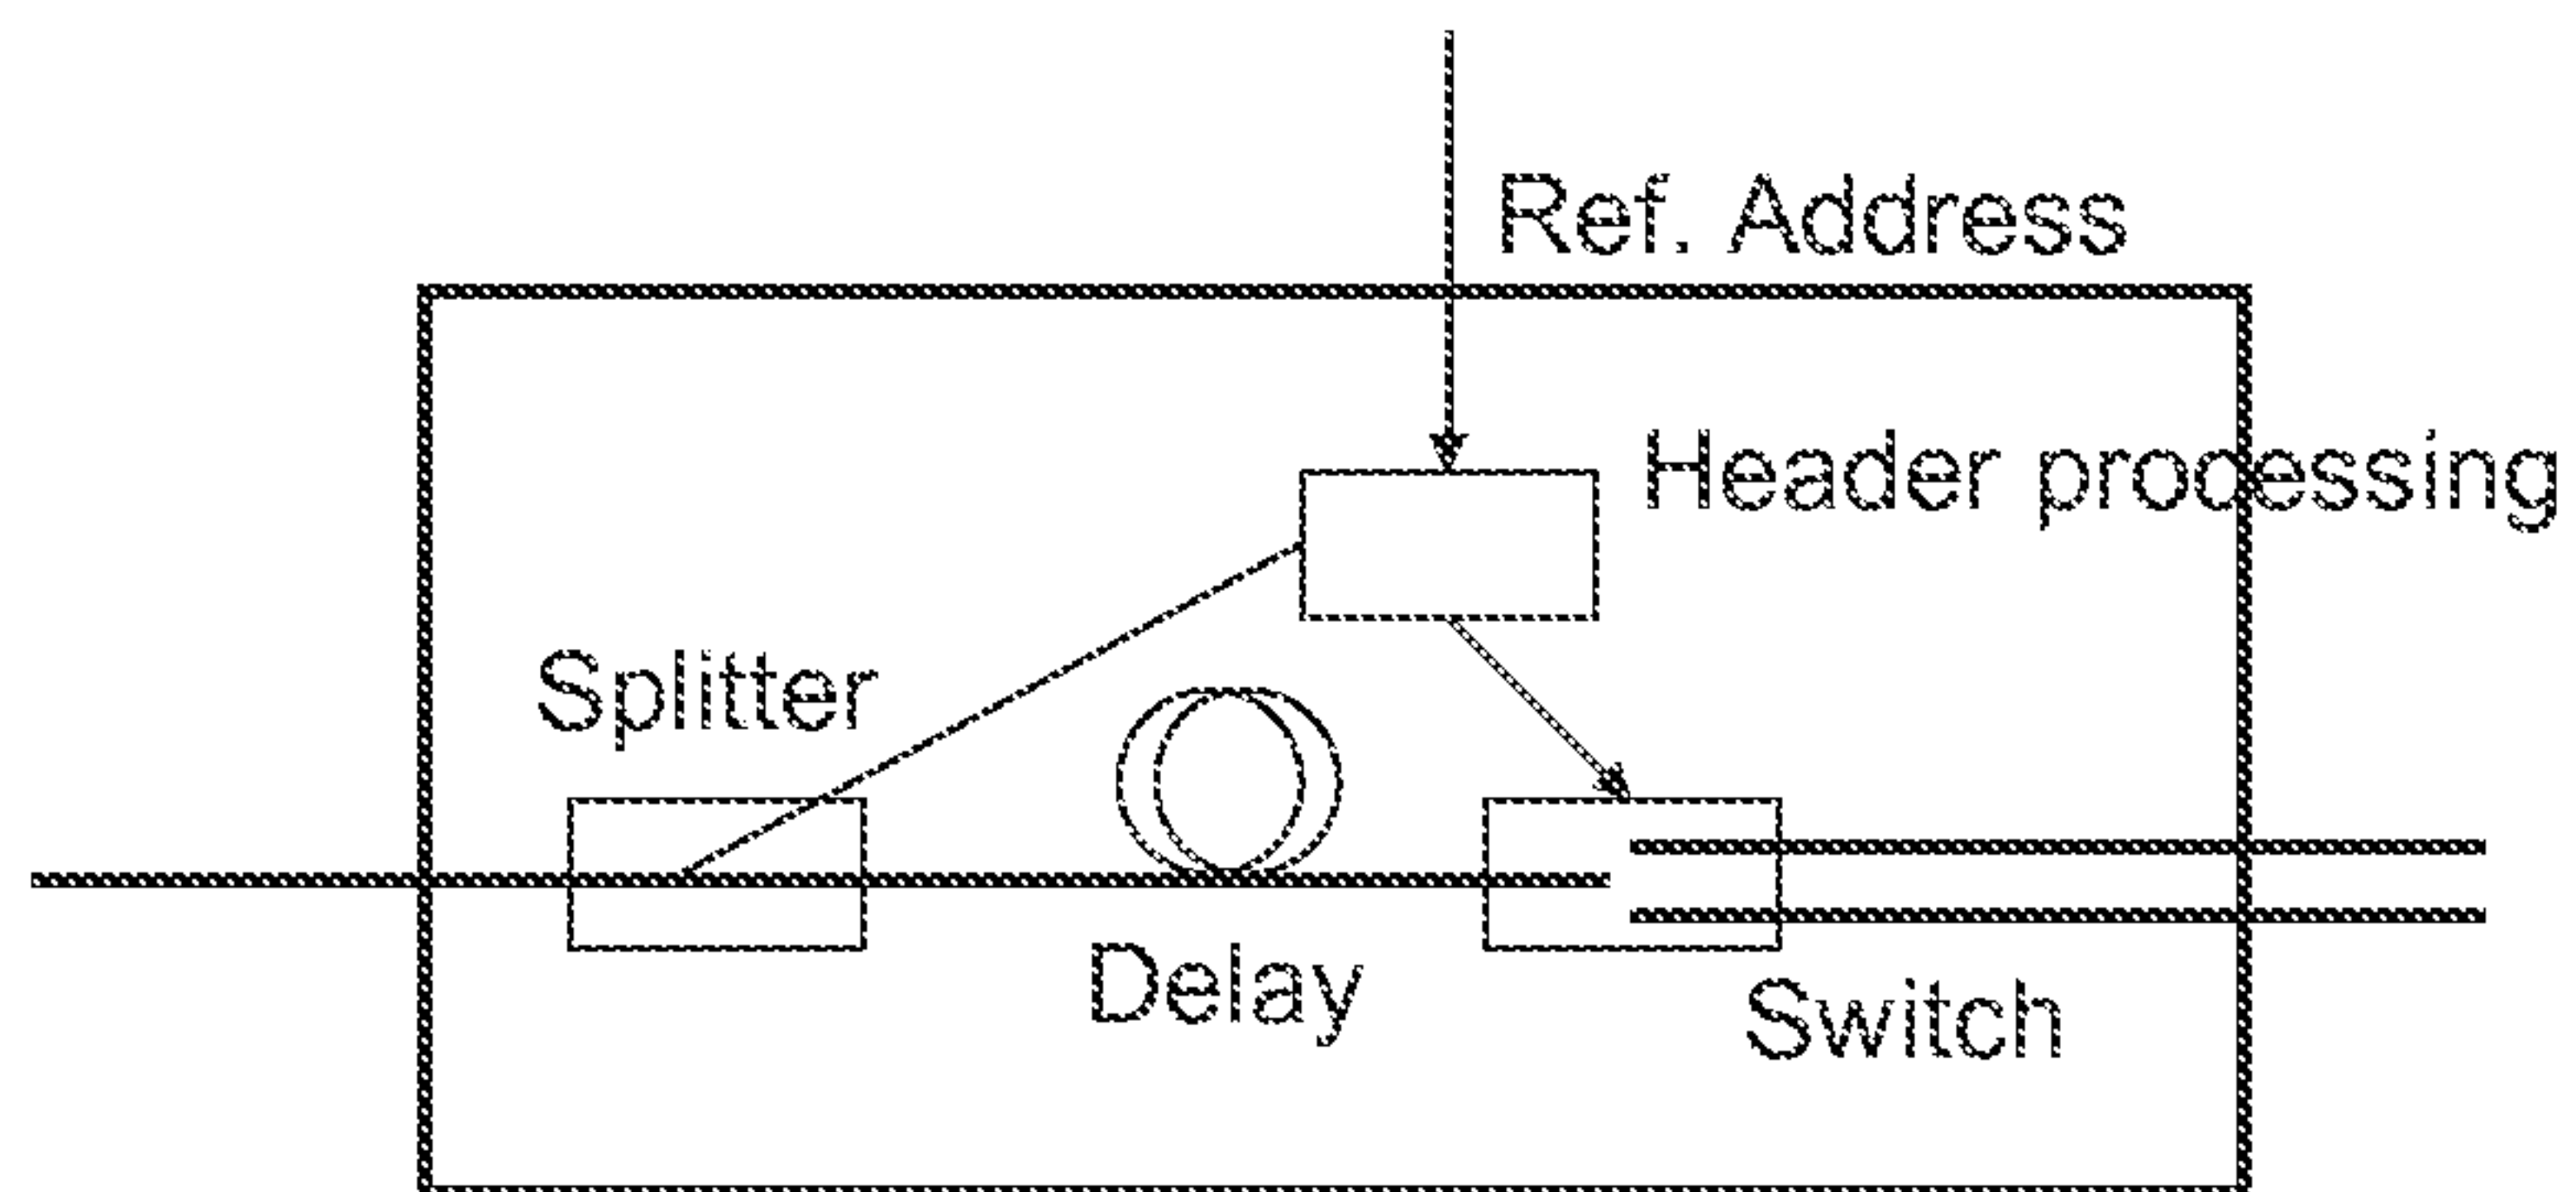 Ref. Address
Header processing
Splitter
Delay
Switch